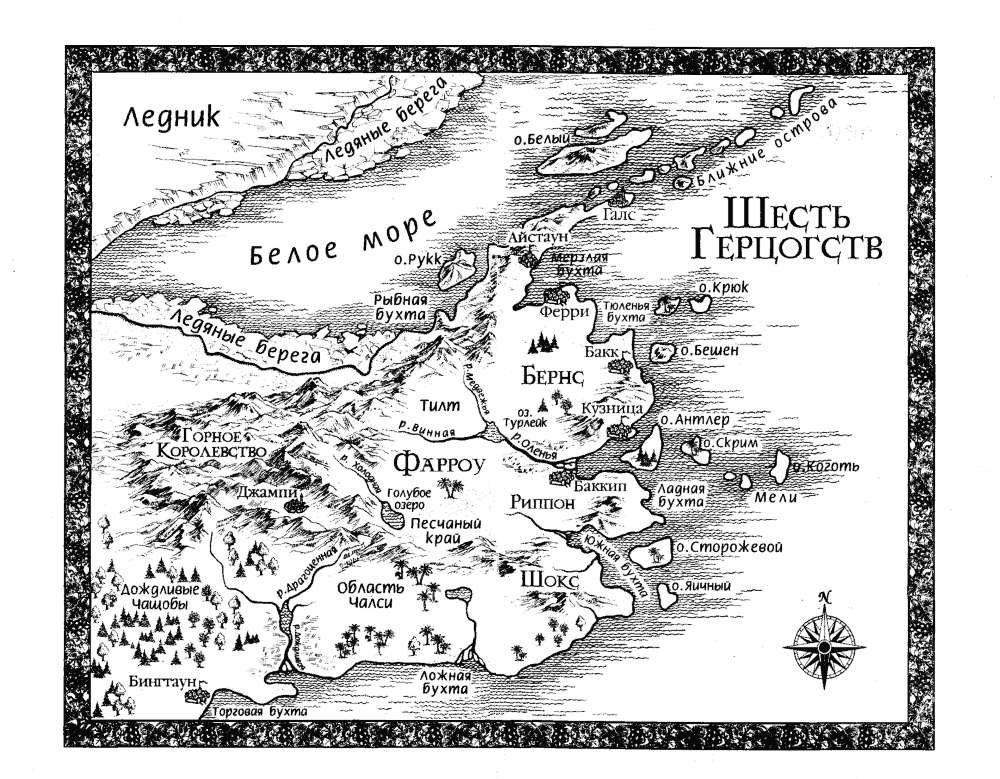 Ледник
Ледяные берега
о.Белый
Ближние острова
Галс
Шесть
Герцогств
Белое море
Айстаун
о.Рукк
Мерзлая
бухта
о.Крюк
Рыбная
бухта
Ферри
Тюленья
бухта
Ледяные берега
Бакк
о.Бешен
Бернс
Тилт
оз.
Турлейк
Кузница
о.Антлер
р.Винная
р.Оленья
о.Скрим
Горное
Королевство
Фарроу
р. Холодная
о.Коготь
Джампи
Голубое
озеро
Баккип
Риппон
Ладная
бухта
Мели
Песчаный
край
Южная бухта
о.Сторожевой
р.Драгоценная
Шокс
о.Яичный
Дождливые
Чащобы
Область
Чалси
N
Бингтаун
Ложная
бухта
Торговая бухта